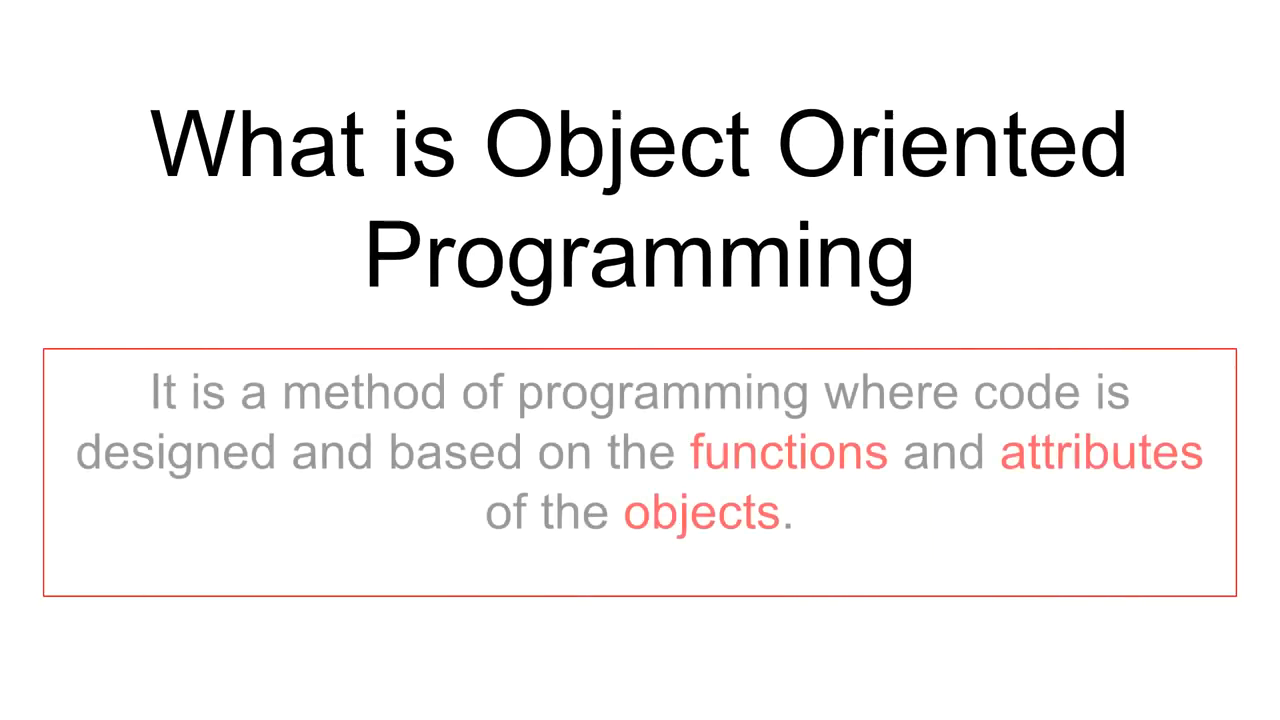 What is Object Oriented
Programming
It is a method of programming where code is
designed and based on the functions and attributes
of the objects.